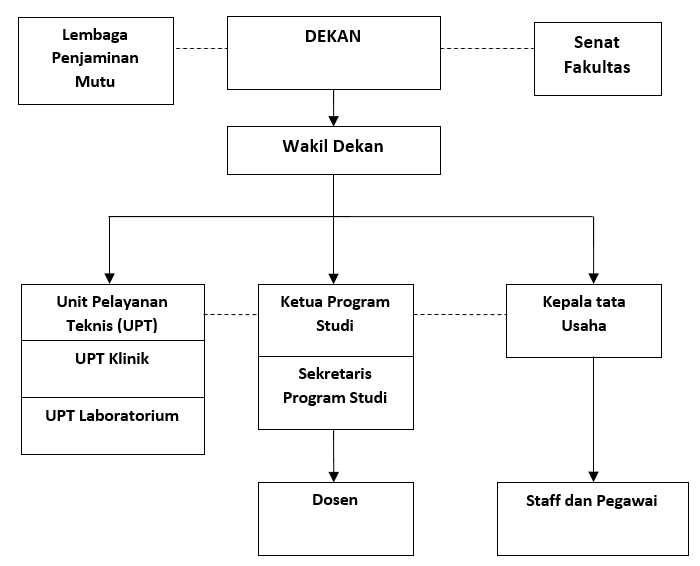 Lembaga
Penjaminan
Mutu
DEKAN
Senat
Fakultas
Wakil Dekan
Unit Pelayanan
Teknis (UPT)
UPT Klinik
UPT Laboratorium
Ketua Program
Studi
Sekretaris
Program Studi
Kepala tata
Usaha
Dosen
Staff dan Pegawai